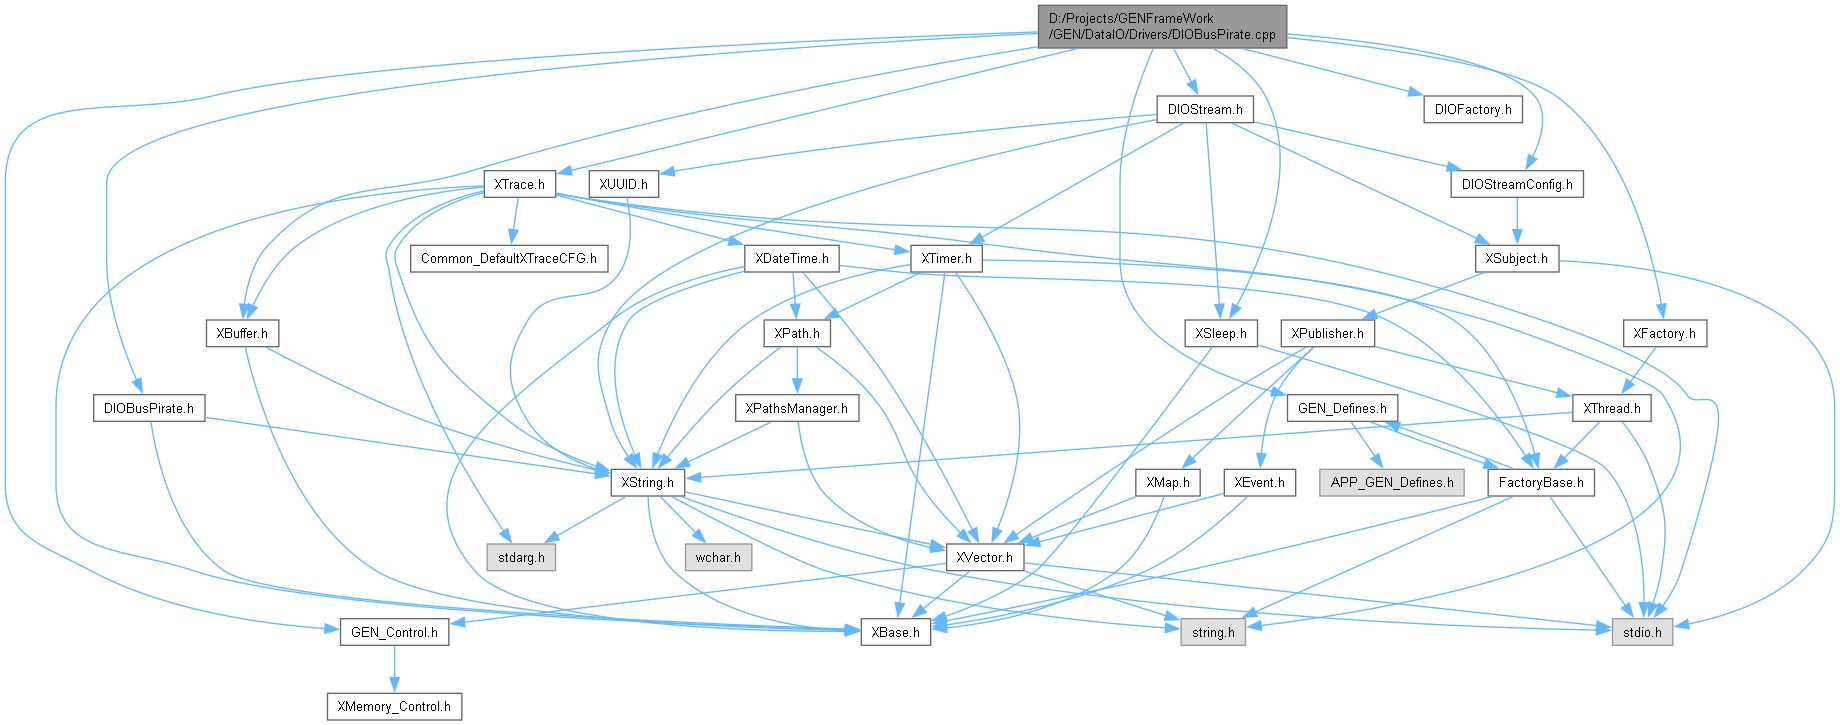 D:/Projects/GENFrameWork
/GEN/DataIO/Drivers/DIOBusPirate.cpp
DIOStream.h
DIOFactory.h
XTrace.h
XUUID.h
DIOStreamConfig.h
Common_DefaultXTraceCFG.h
XDateTime.h
XTimer.h
XSubject.h
XBuffer.h
XPath.h
XSleep.h
XPublisher.h
XFactory.h
DIOBusPirate.h
XPathsManager.h
GEN_Defines.h
XThread.h
XString.h
XMap.h
XEvent.h
APP_GEN_Defines.h
FactoryBase.h
stdarg.h
wchar.h
XVector.h
GEN_Control.h
XBase.h
string.h
stdio.h
XMemory_Control.h